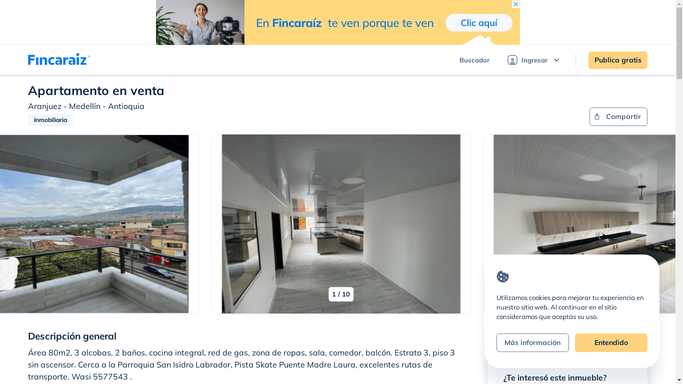 En Fincaraíz te ven porque te ven
Clic aquí
Fincaraíz
Buscador
Ingresar
Publica gratis
Apartamento en venta
Aranjuez - Medellín - Antioquia
Inmobiliaria
Compartir
1 / 10
Utilizamos cookies para mejorar tu experiencia en
nuestro sitio web. Al continuar en el sitio
consideramos que aceptas su uso.
Más información
Entendido
Descripción general
Área 80m2, 3 alcobas, 2 baños, cocina integral, red de gas, zona de ropas, sala, comedor, balcón. Estrato 3, piso 3
sin ascensor. Cerca a la Parroquia San Isidro Labrador, Pista Skate Puente Madre Laura, excelentes rutas de
transporte. Wasi 5577543 .
¿Te interesó este inmueble?